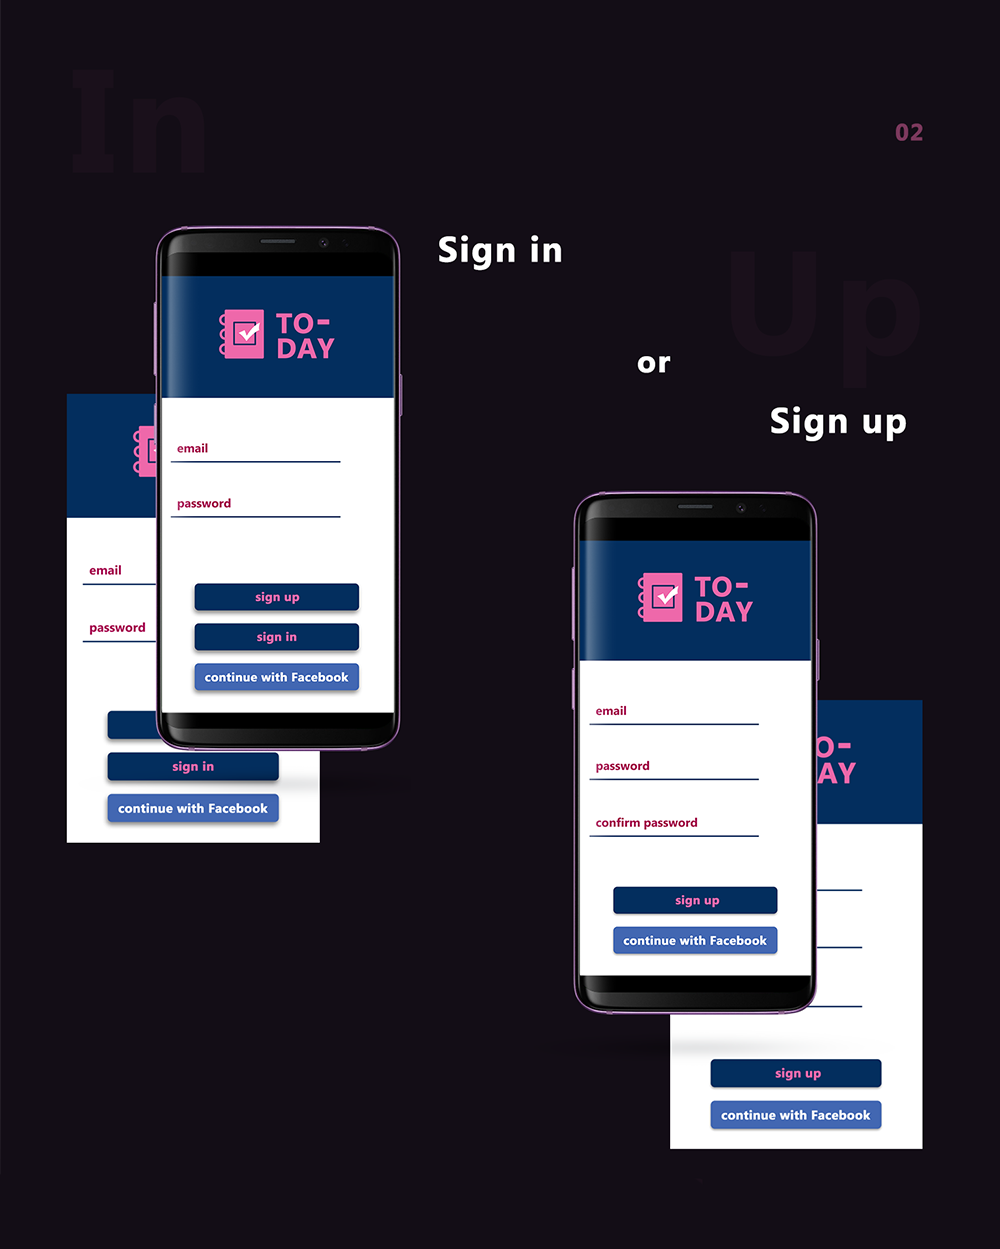 In
02
Sign in
Up
or
Sign up
TO-
DAY
email
password
sign up
sign in
continue with Facebook
email
password
sign in
continue with Facebook
TO-
DAY
email
password
confirm password
sign up
continue with Facebook
O-
AY
sign up
continue with Facebook